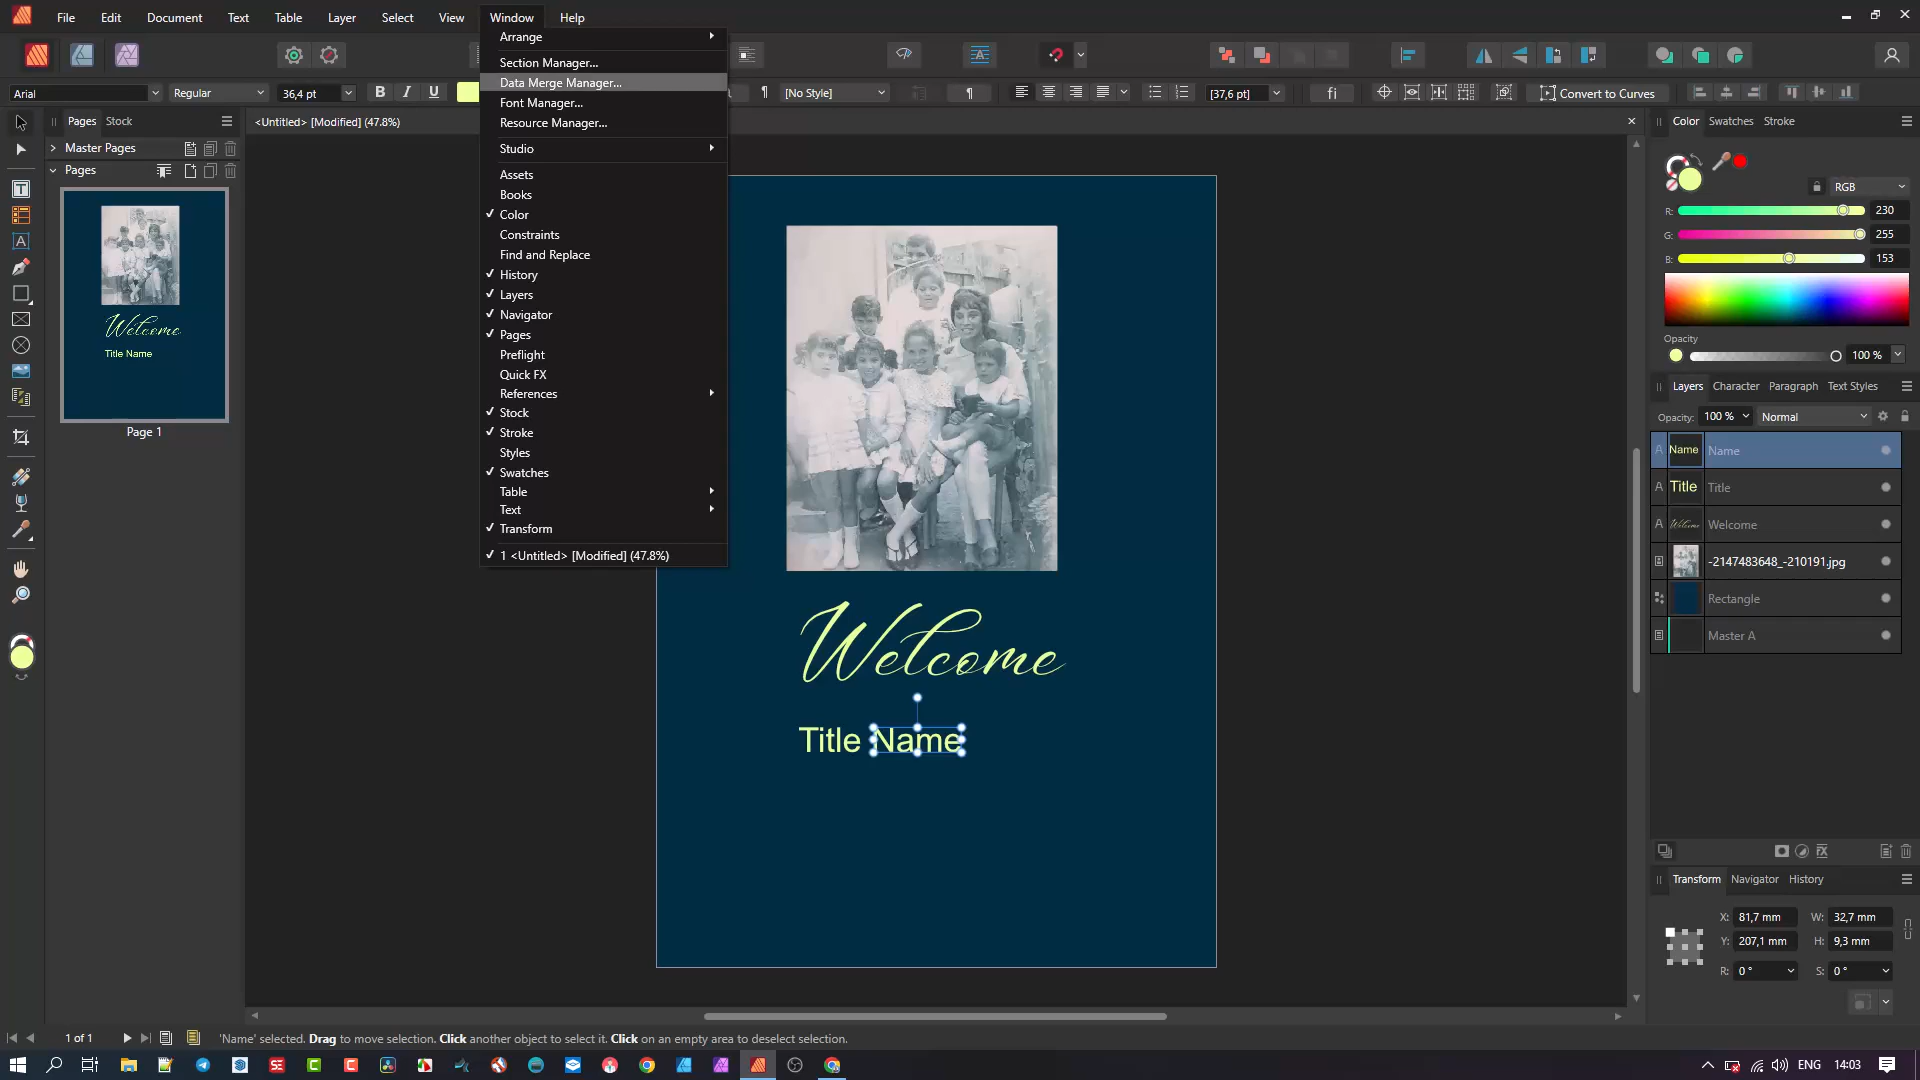 File Edit Document Text Table Layer Select View Window Help
Arrange
Section Manager...
Data Merge Manager...
Font Manager...
Resource Manager...
Studio
Assets
Books
Color
Constraints
Find and Replace
History
Layers
Navigator
Pages
Preflight
Quick FX
References
Stock
Stroke
Styles
Swatches
Table
Text
Transform
1 <Untitled> [Modified] (47.8%)
Arial Regular 36,4 pt B I U [No Style] [37,6 pt] fi Convert to Curves
Pages Stock
<Untitled> [Modified] (47.8%)
Master Pages
Pages
Welcome
Title Name
Page 1
Welcome
Title Name
Color Swatches Stroke
RGB
R: 230
G: 255
B: 153
Opacity
100 %
Layers Character Paragraph Text Styles
Opacity: 100 % Normal
A Name Name
A Title Title
A Welcome Welcome
-2147483648_-210191.jpg
Rectangle
Master A
Transform Navigator History
X: 81,7 mm W: 32,7 mm
Y: 207,1 mm H: 9,3 mm
R: 0 ° S: 0 °
1 of 1 'Name' selected. Drag to move selection. Click another object to select it. Click on an empty area to deselect selection.
ENG 14:03